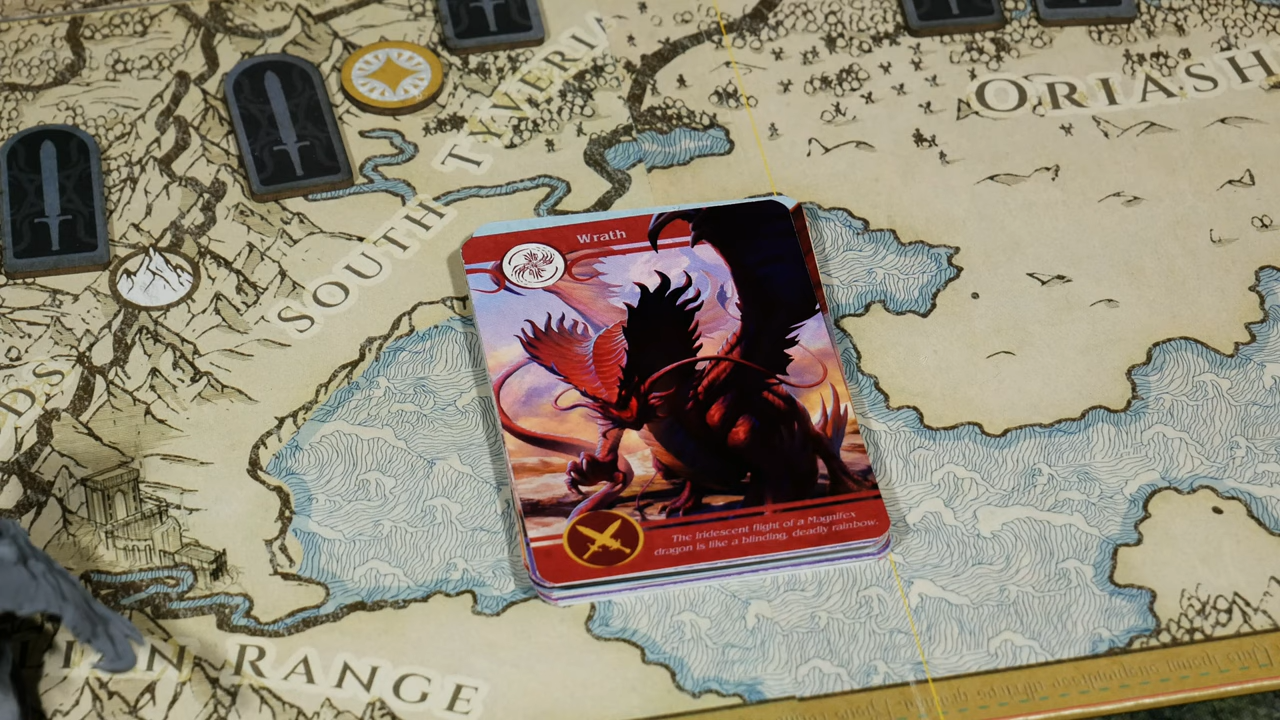 ORIASH
SOUTH TYVERIA
Wrath
The iridescent flight of a Magnifex
dragon is like a blinding, deadly rainbow.
RANGE